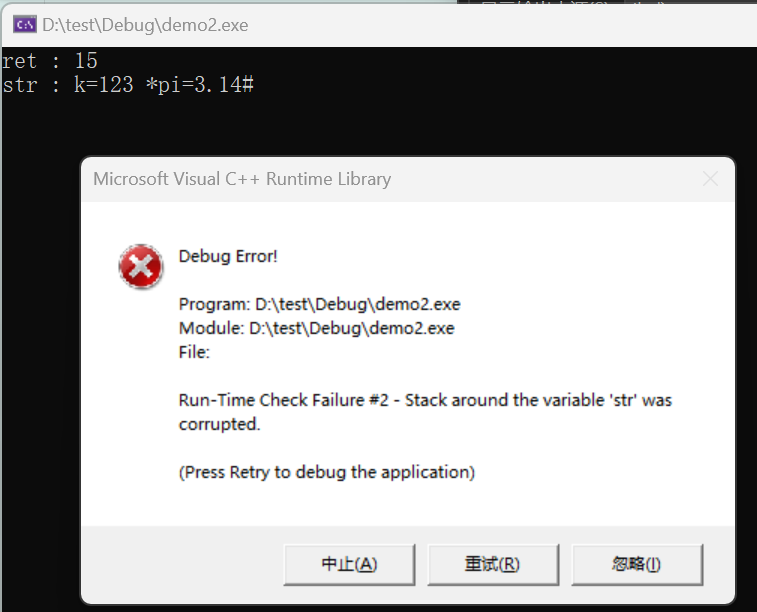 D:\test\Debug\demo2.exe
ret : 15
str : k=123 *pi=3.14#
Microsoft Visual C++ Runtime Library
Debug Error!
Program: D:\test\Debug\demo2.exe
Module: D:\test\Debug\demo2.exe
File:
Run-Time Check Failure #2 - Stack around the variable 'str' was
corrupted.
(Press Retry to debug the application)
中止(A)
重试(R)
忽略(I)